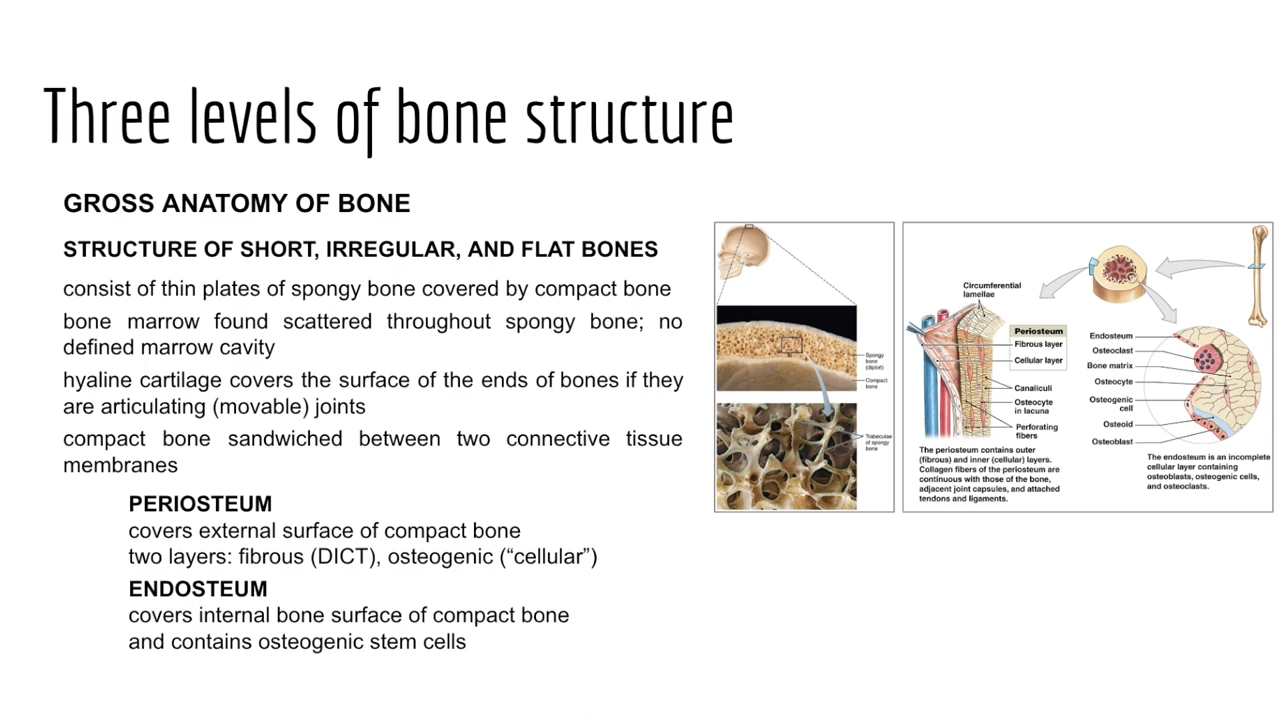 Three levels of bone structure
GROSS ANATOMY OF BONE
STRUCTURE OF SHORT, IRREGULAR, AND FLAT BONES
consist of thin plates of spongy bone covered by compact bone
bone marrow found scattered throughout spongy bone; no
defined marrow cavity
hyaline cartilage covers the surface of the ends of bones if they
are articulating (movable) joints
compact bone sandwiched between two connective tissue
membranes
PERIOSTEUM
covers external surface of compact bone
two layers: fibrous (DICT), osteogenic (“cellular”)
ENDOSTEUM
covers internal bone surface of compact bone
and contains osteogenic stem cells
Spongy
bone
(diploë)
Compact
bone
Trabeculae
of spongy
bone
Circumferential
lamellae
Periosteum
Fibrous layer
Cellular layer
Canaliculi
Osteocyte
in lacuna
Perforating
fibers
The periosteum contains outer
(fibrous) and inner (cellular) layers.
Collagen fibers of the periosteum are
continuous with those of the bone,
adjacent joint capsules, and attached
tendons and ligaments.
Endosteum
Osteoclast
Bone matrix
Osteocyte
Osteogenic
cell
Osteoid
Osteoblast
The endosteum is an incomplete
cellular layer containing
osteoblasts, osteogenic cells,
and osteoclasts.